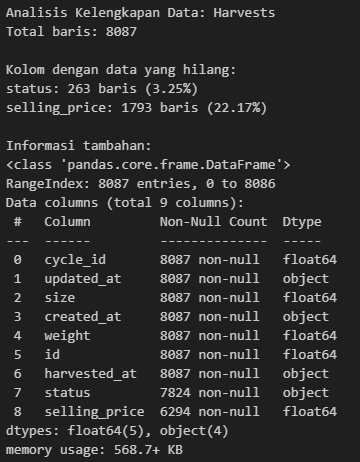 Analisis Kelengkapan Data: Harvests
Total baris: 8087
Kolom dengan data yang hilang:
status: 263 baris (3.25%)
selling_price: 1793 baris (22.17%)
Informasi tambahan:
<class 'pandas.core.frame.DataFrame'>
RangeIndex: 8087 entries, 0 to 8086
Data columns (total 9 columns):
 #   Column         Non-Null Count  Dtype
---  ------         --------------  -----
 0   cycle_id       8087 non-null   float64
 1   updated_at     8087 non-null   object
 2   size           8087 non-null   float64
 3   created_at     8087 non-null   object
 4   weight         8087 non-null   float64
 5   id             8087 non-null   float64
 6   harvested_at   8087 non-null   object
 7   status         7824 non-null   object
 8   selling_price  6294 non-null   float64
dtypes: float64(5), object(4)
memory usage: 568.7+ KB